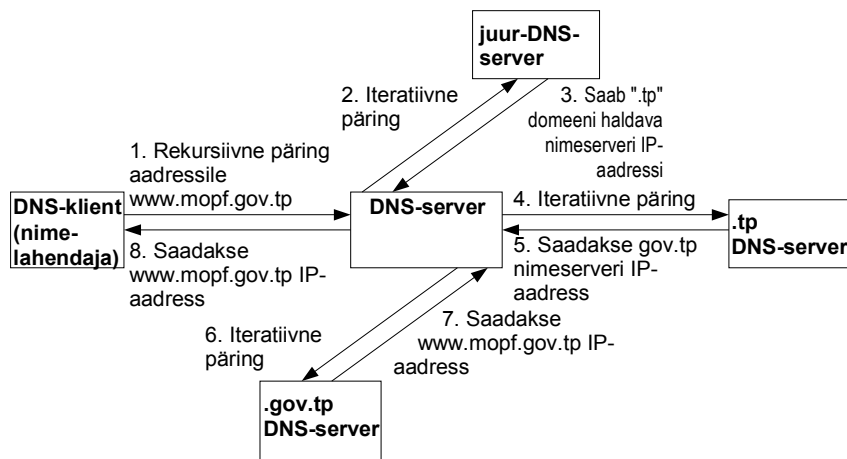 juur-DNS-
server
2. Iteratiivne
päring
3. Saab ".tp"
domeeni haldava
nimeserveri IP-
aadressi
1. Rekursiivne päring
aadressile
www.mopf.gov.tp
DNS-klient
(nime-
lahendaja)
DNS-server
4. Iteratiivne päring
.tp
DNS-server
8. Saadakse
www.mopf.gov.tp IP-
aadress
5. Saadakse gov.tp
nimeserveri IP-
aadress
6. Iteratiivne
päring
7. Saadakse
www.mopf.gov.tp IP-
aadress
.gov.tp
DNS-server